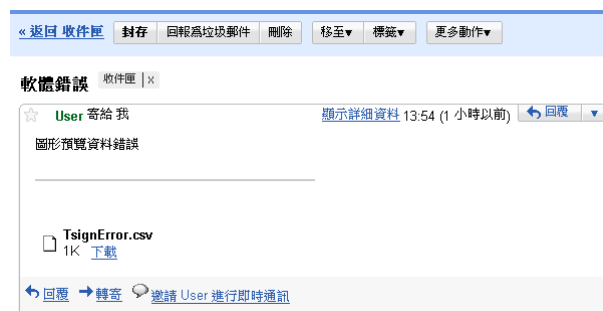 « 返回 收件匣 封存 回報為垃圾郵件 刪除 移至▼ 標籤▼ 更多動作▼
軟體錯誤 收件匣 | x
User 寄給 我 顯示詳細資料 13:54 (1 小時以前) 回覆 ▼
圖形預覽資料錯誤
TsignError.csv
1K 下載
回覆 轉寄 邀請 User 進行即時通訊